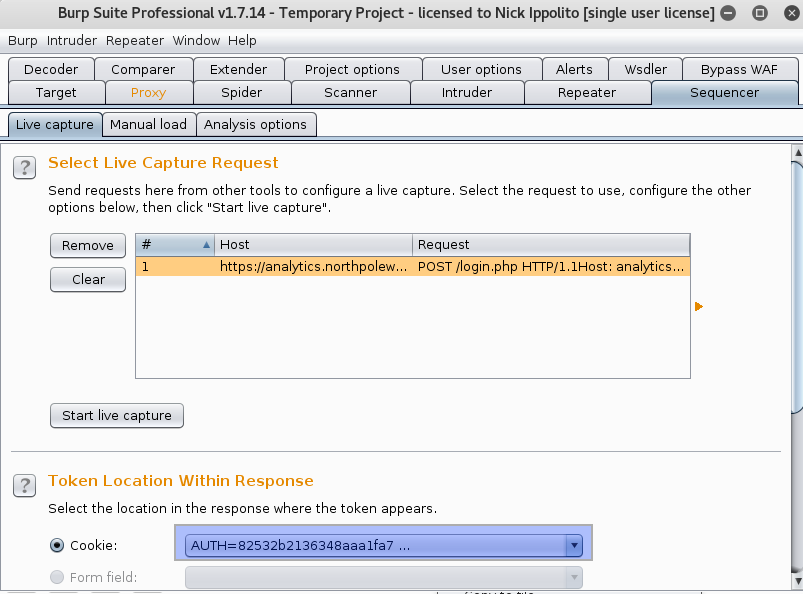 Burp Suite Professional v1.7.14 - Temporary Project - licensed to Nick Ippolito [single user license]
Burp Intruder Repeater Window Help
Decoder Comparer Extender Project options User options Alerts Wsdler Bypass WAF
Target Proxy Spider Scanner Intruder Repeater Sequencer
Live capture Manual load Analysis options
? Select Live Capture Request
Send requests here from other tools to configure a live capture. Select the request to use, configure the other
options below, then click "Start live capture".
Remove # Host Request
1 https://analytics.northpolew... POST /login.php HTTP/1.1Host: analytics...
Clear
Start live capture
? Token Location Within Response
Select the location in the response where the token appears.
Cookie: AUTH=82532b2136348aaa1fa7 ...
Form field: